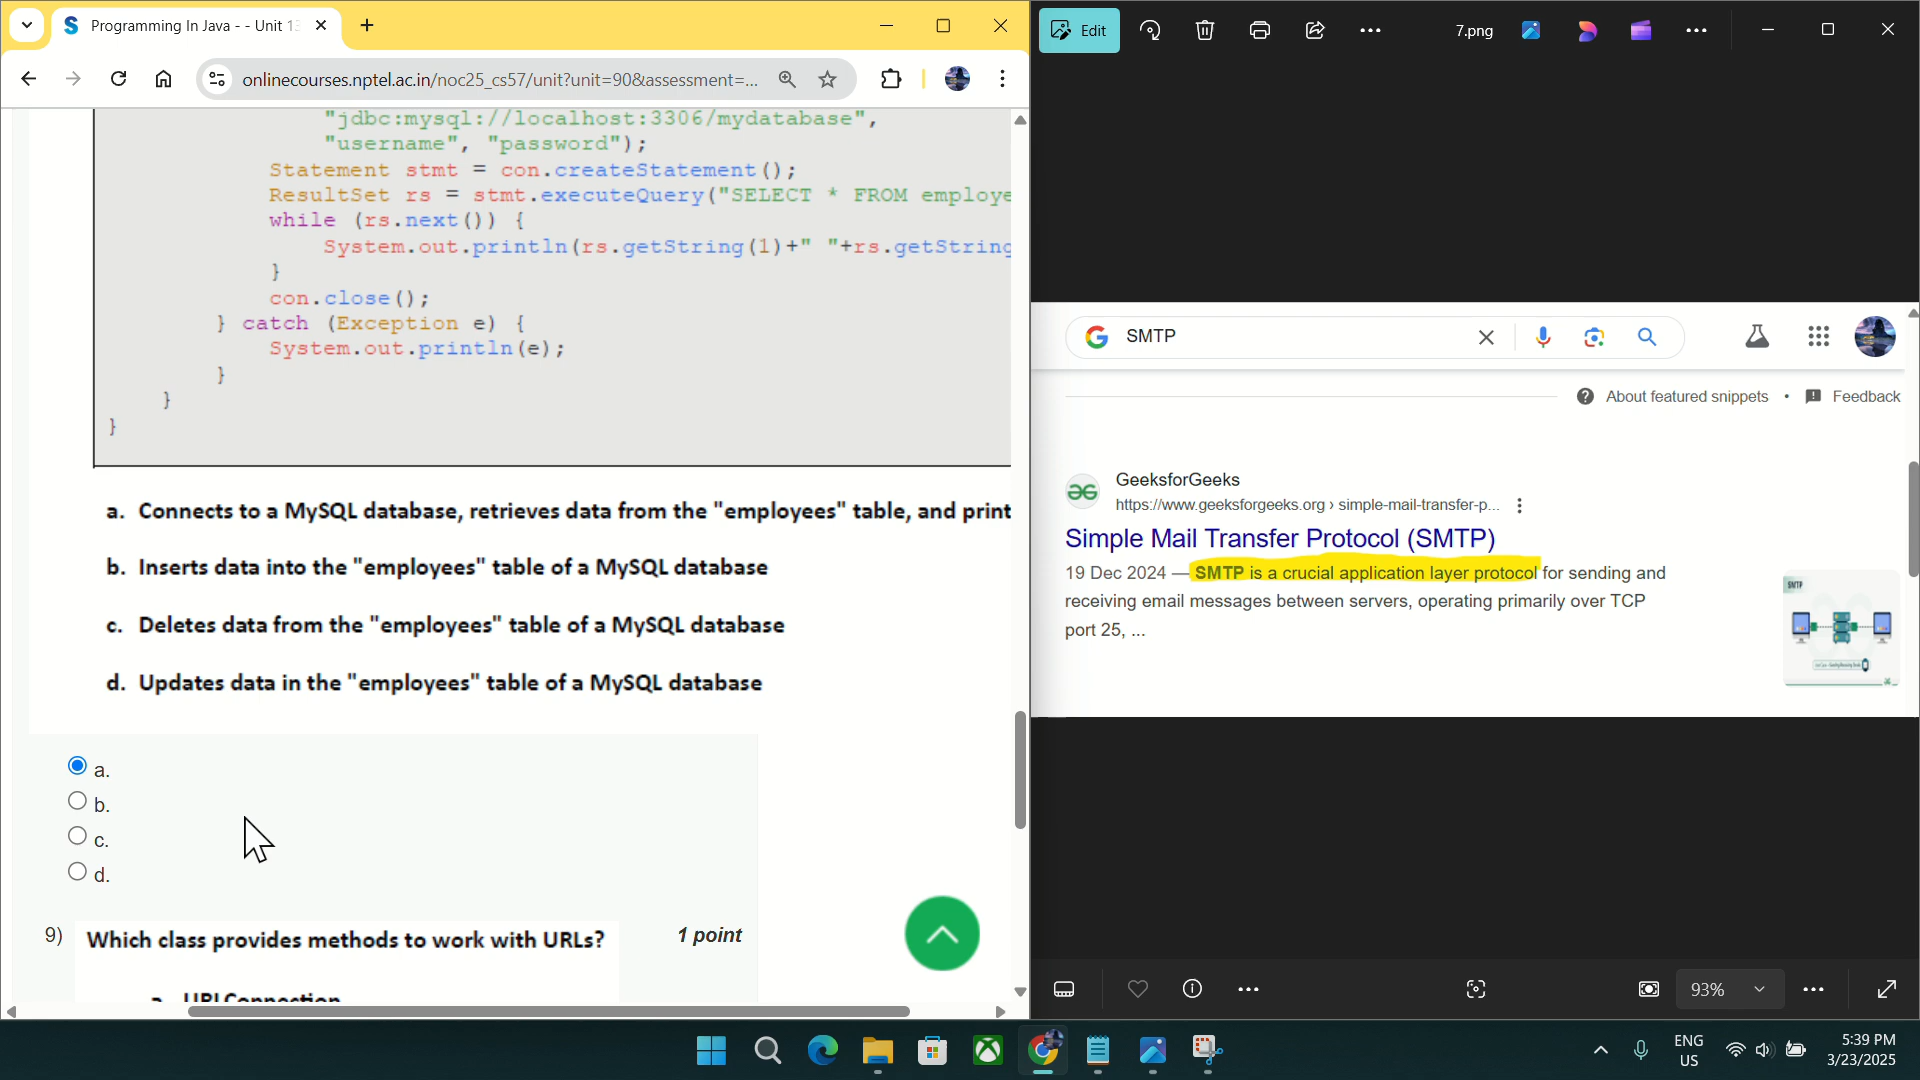 Programming In Java - - Unit 13
onlinecourses.nptel.ac.in/noc25_cs57/unit?unit=90&assessment=...
"jdbc:mysql://localhost:3306/mydatabase",
"username", "password");
Statement stmt = con.createStatement();
ResultSet rs = stmt.executeQuery("SELECT * FROM employe
while (rs.next()) {
System.out.println(rs.getString(1)+" "+rs.getString
}
con.close();
} catch (Exception e) {
System.out.println(e);
}
}
}
a. Connects to a MySQL database, retrieves data from the "employees" table, and print
b. Inserts data into the "employees" table of a MySQL database
c. Deletes data from the "employees" table of a MySQL database
d. Updates data in the "employees" table of a MySQL database
a.
b.
c.
d.
9) Which class provides methods to work with URLs? 1 point
a. URLConnection
Edit
7.png
SMTP
About featured snippets • Feedback
GeeksforGeeks
https://www.geeksforgeeks.org › simple-mail-transfer-p...
Simple Mail Transfer Protocol (SMTP)
19 Dec 2024 — SMTP is a crucial application layer protocol for sending and
receiving email messages between servers, operating primarily over TCP
port 25, ...
SMTP
93%
ENG
US
5:39 PM
3/23/2025